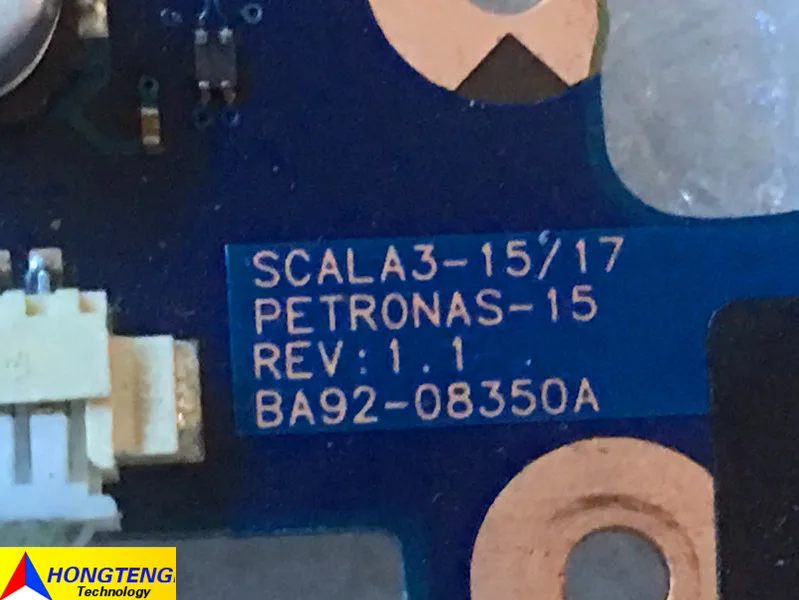 SCALA3-15/17
PETRONAS-15
REV:1.1
BA92-08350A
HONGTENG
Technology